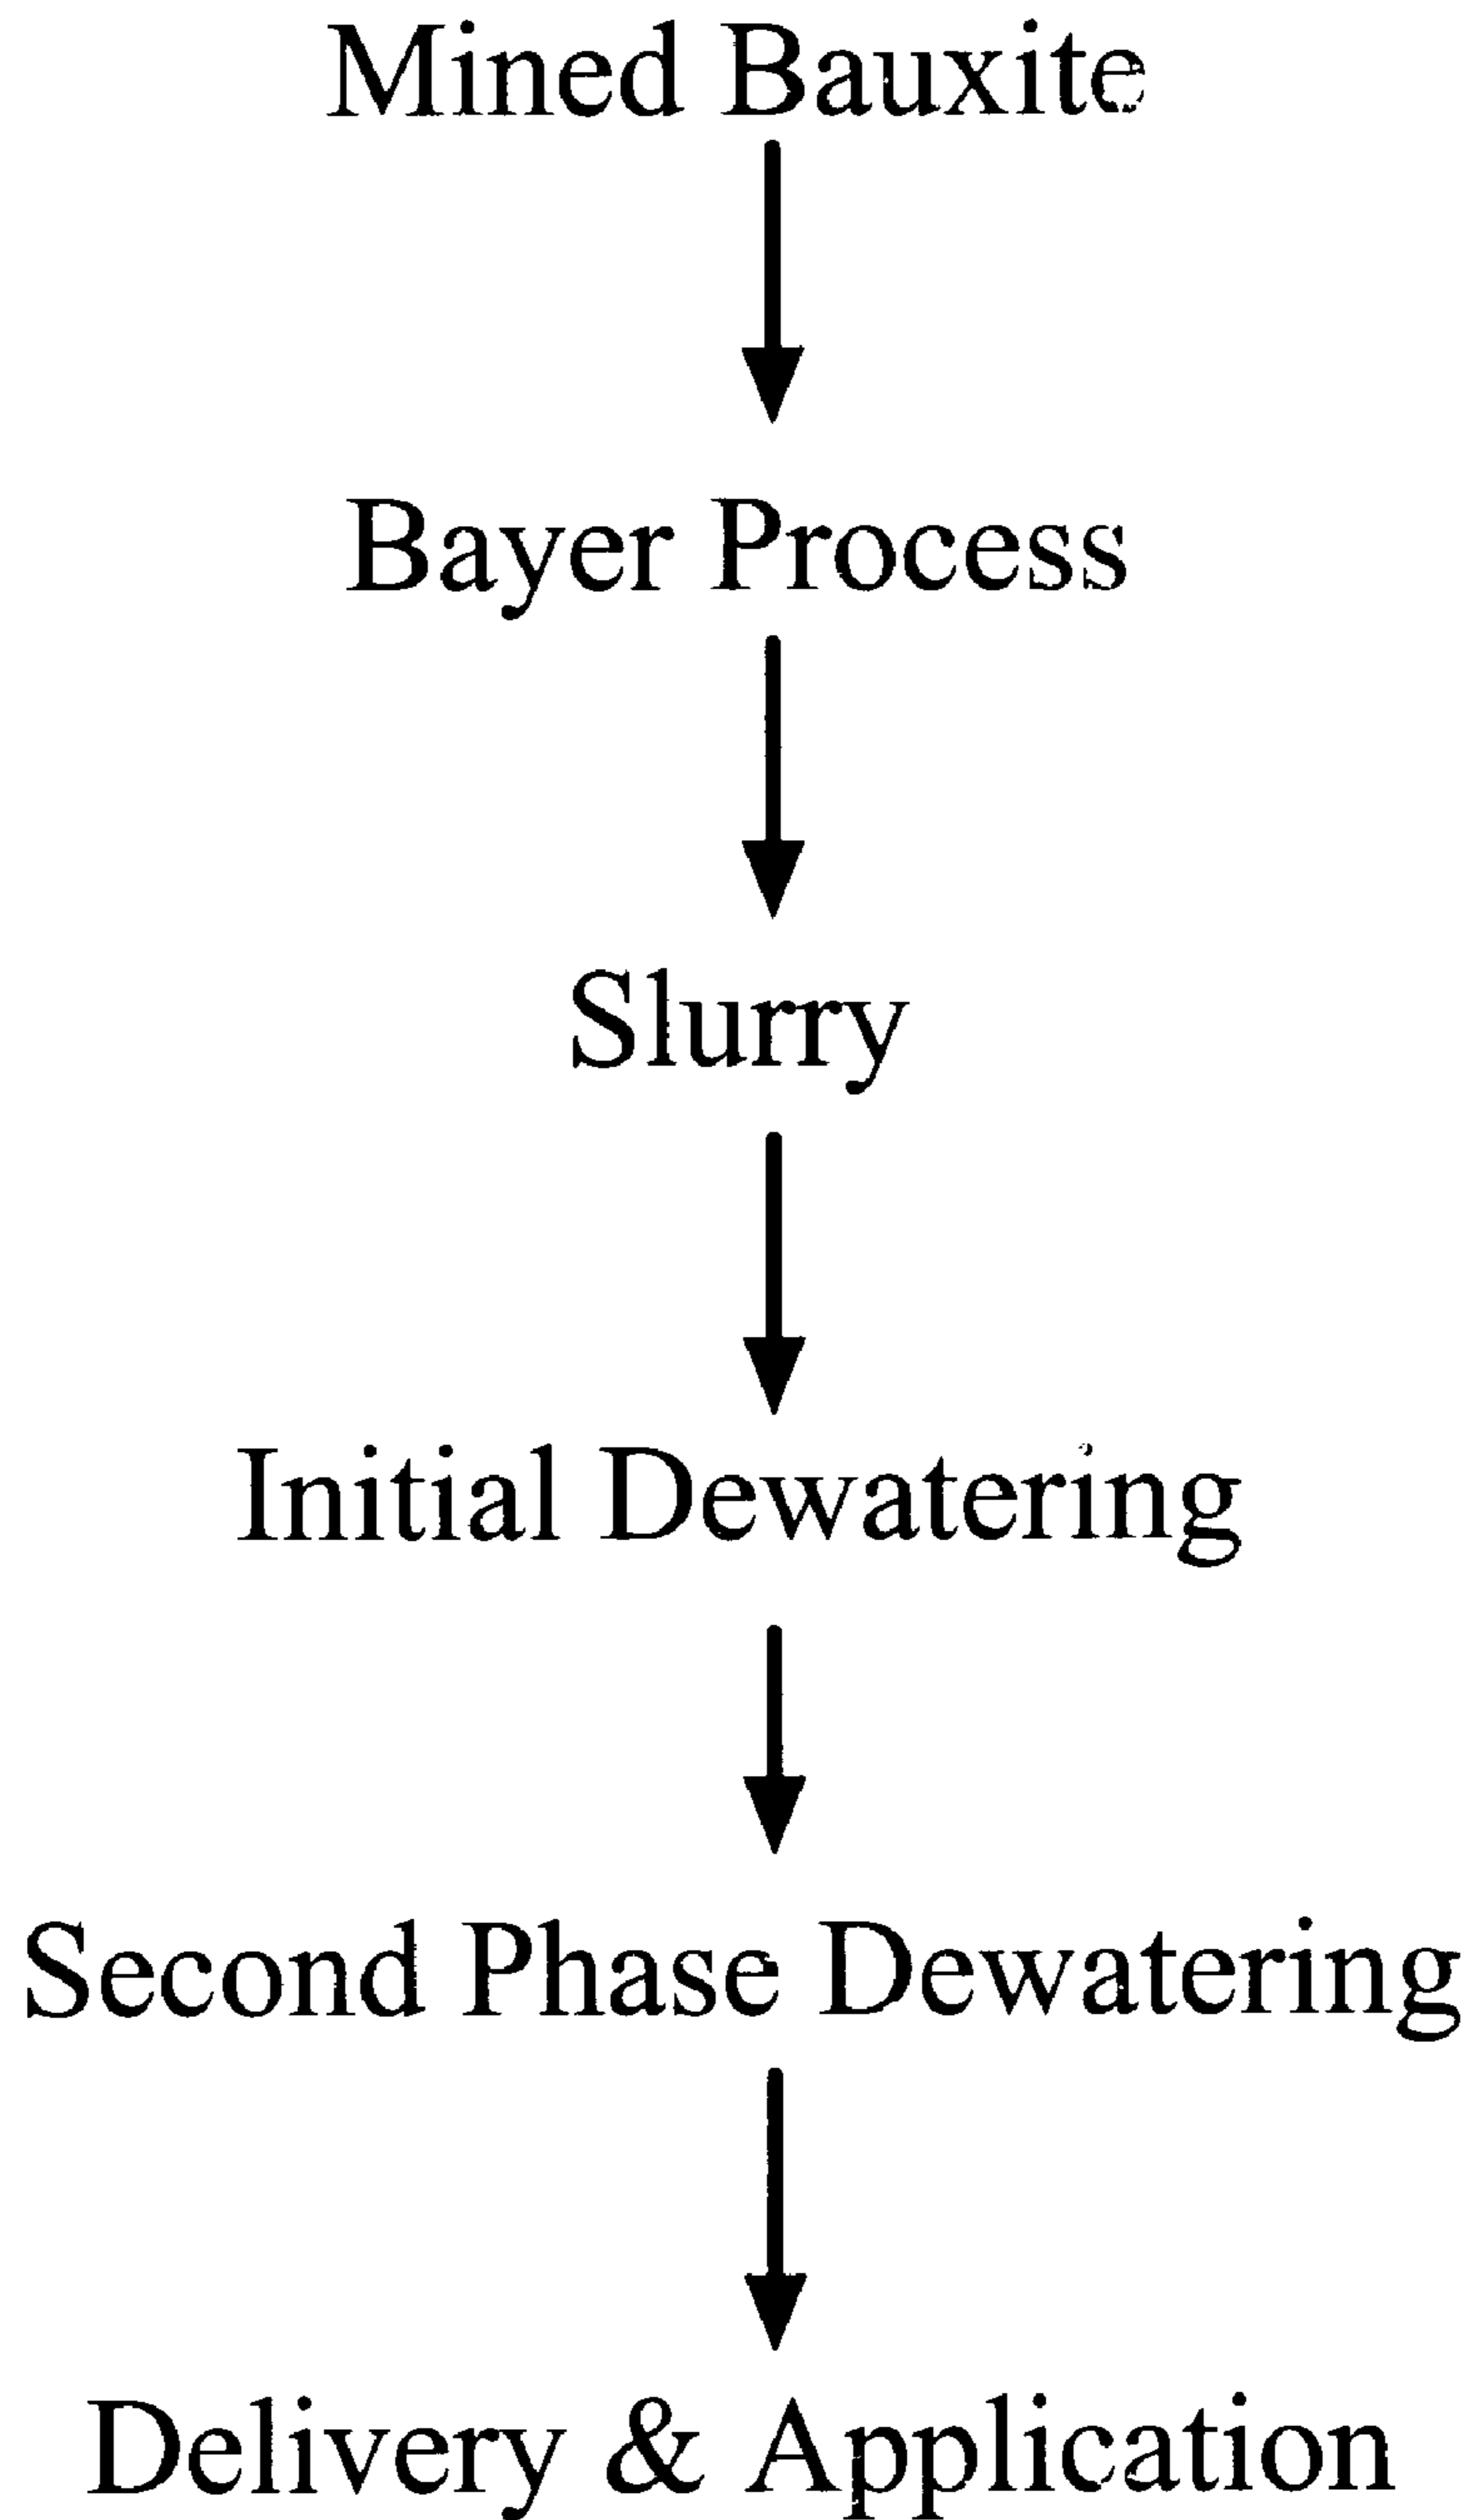 Mined Bauxite
Bayer Process
Slurry
Initial Dewatering
Second Phase Dewatering
Delivery & Application